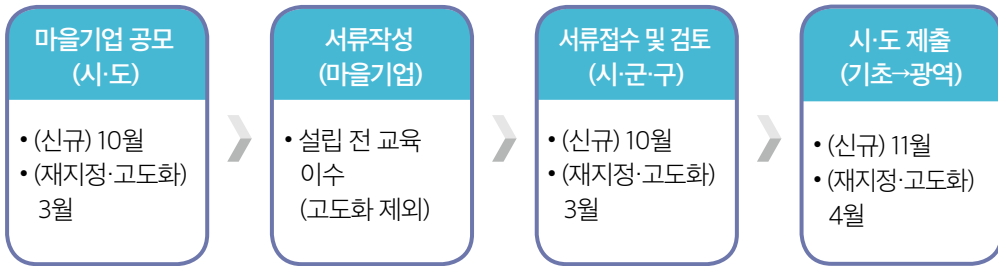 마을기업 공모
(시·도)
• (신규) 10월
• (재지정·고도화)
3월
서류작성
(마을기업)
• 설립 전 교육
이수
(고도화 제외)
서류접수 및 검토
(시·군·구)
• (신규) 10월
• (재지정·고도화)
3월
시·도 제출
(기초→광역)
• (신규) 11월
• (재지정·고도화)
4월